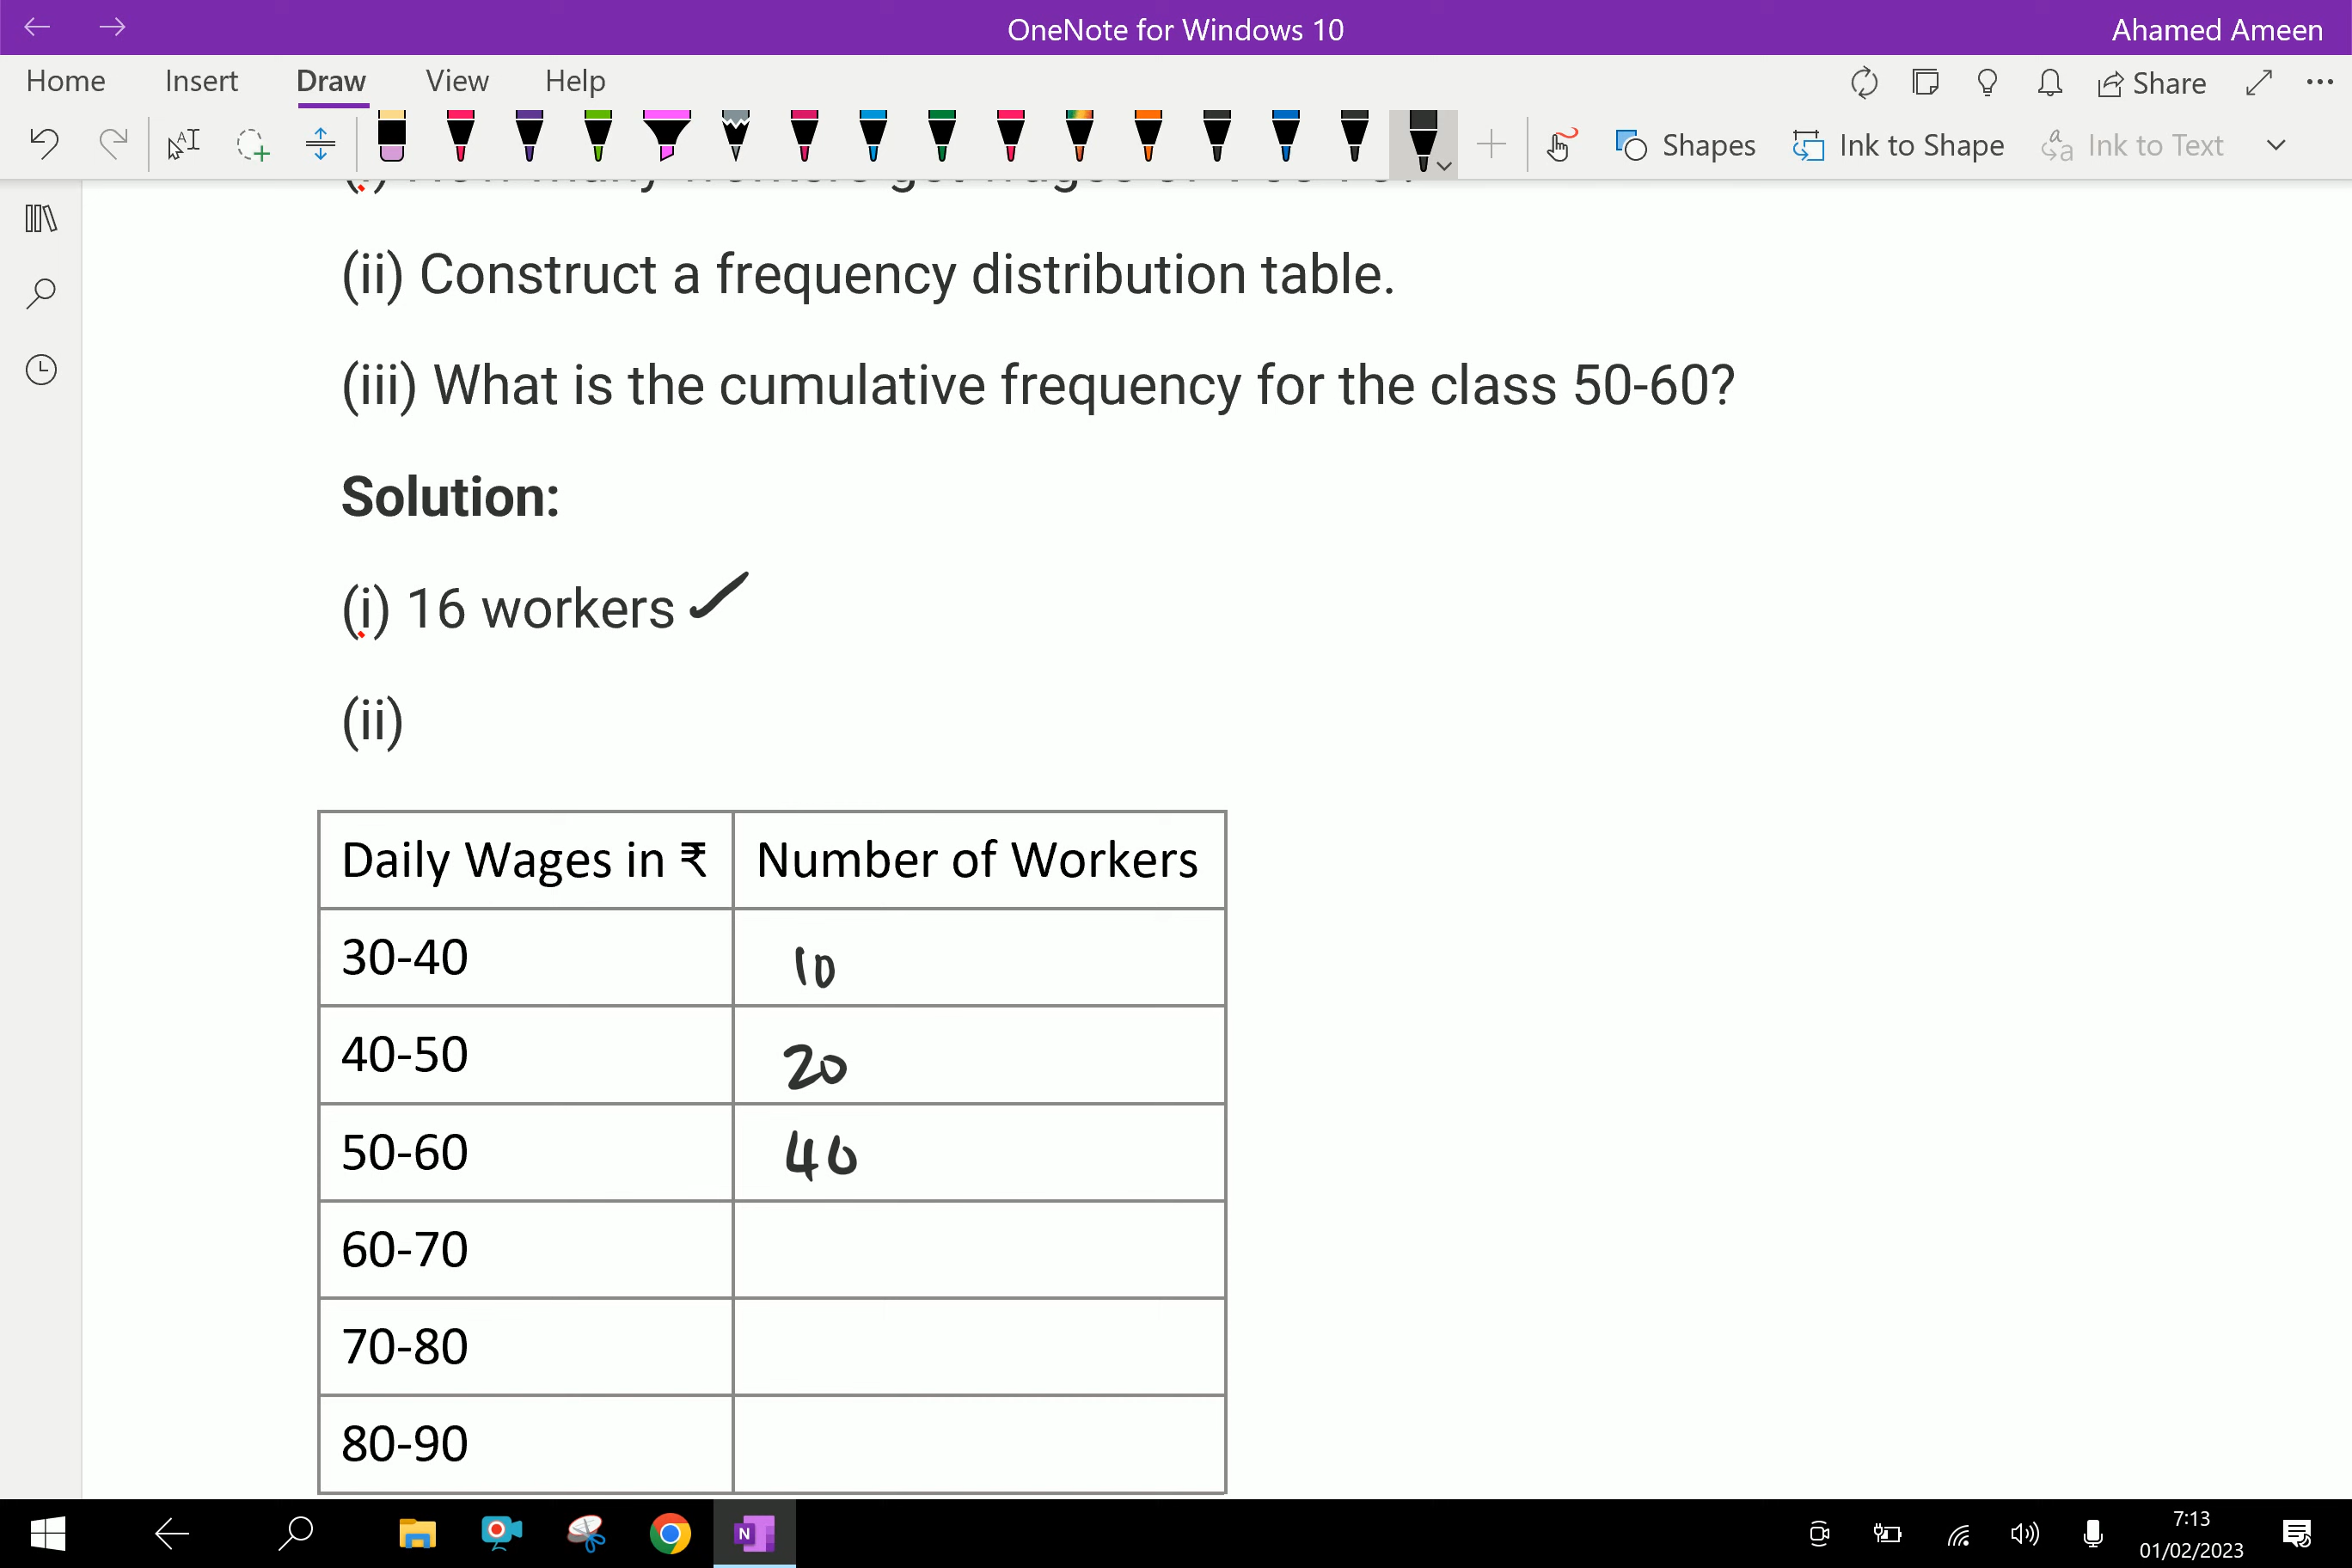 OneNote for Windows 10
Ahamed Ameen
Home Insert Draw View Help
Share
Shapes Ink to Shape Ink to Text
(ii) Construct a frequency distribution table.
(iii) What is the cumulative frequency for the class 50-60?
Solution:
(i) 16 workers ✓
(ii)
Daily Wages in ₹ Number of Workers
30-40 10
40-50 20
50-60 40
60-70
70-80
80-90
7:13
01/02/2023